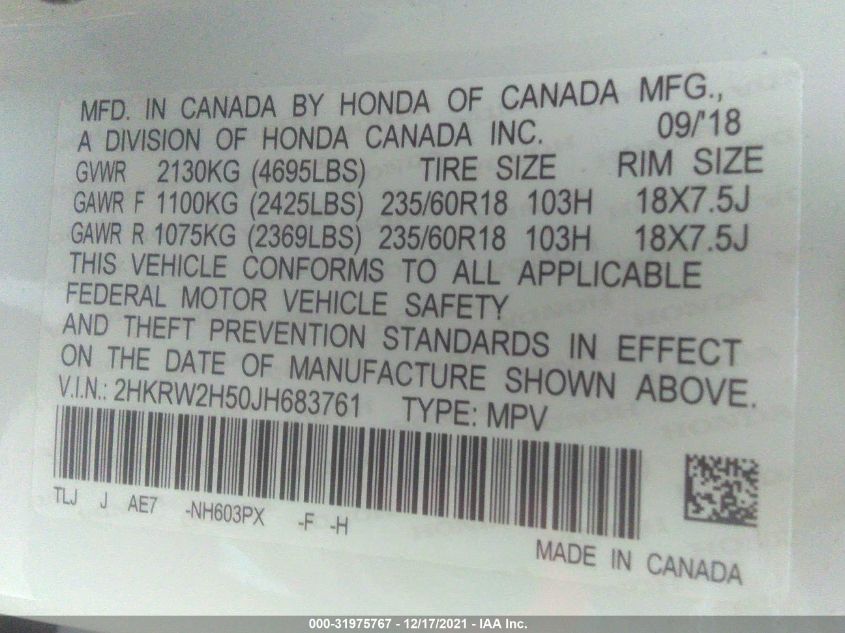 MFD. IN CANADA BY HONDA OF CANADA MFG.,
A DIVISION OF HONDA CANADA INC. 09/'18
GVWR 2130KG (4695LBS) TIRE SIZE RIM SIZE
GAWR F 1100KG (2425LBS) 235/60R18 103H 18X7.5J
GAWR R 1075KG (2369LBS) 235/60R18 103H 18X7.5J
THIS VEHICLE CONFORMS TO ALL APPLICABLE
FEDERAL MOTOR VEHICLE SAFETY
AND THEFT PREVENTION STANDARDS IN EFFECT
ON THE DATE OF MANUFACTURE SHOWN ABOVE.
V.I.N.: 2HKRW2H50JH683761 TYPE: MPV
TLJ J AE7 -NH603PX -F -H
MADE IN CANADA
000-31975767 - 12/17/2021 - IAA Inc.